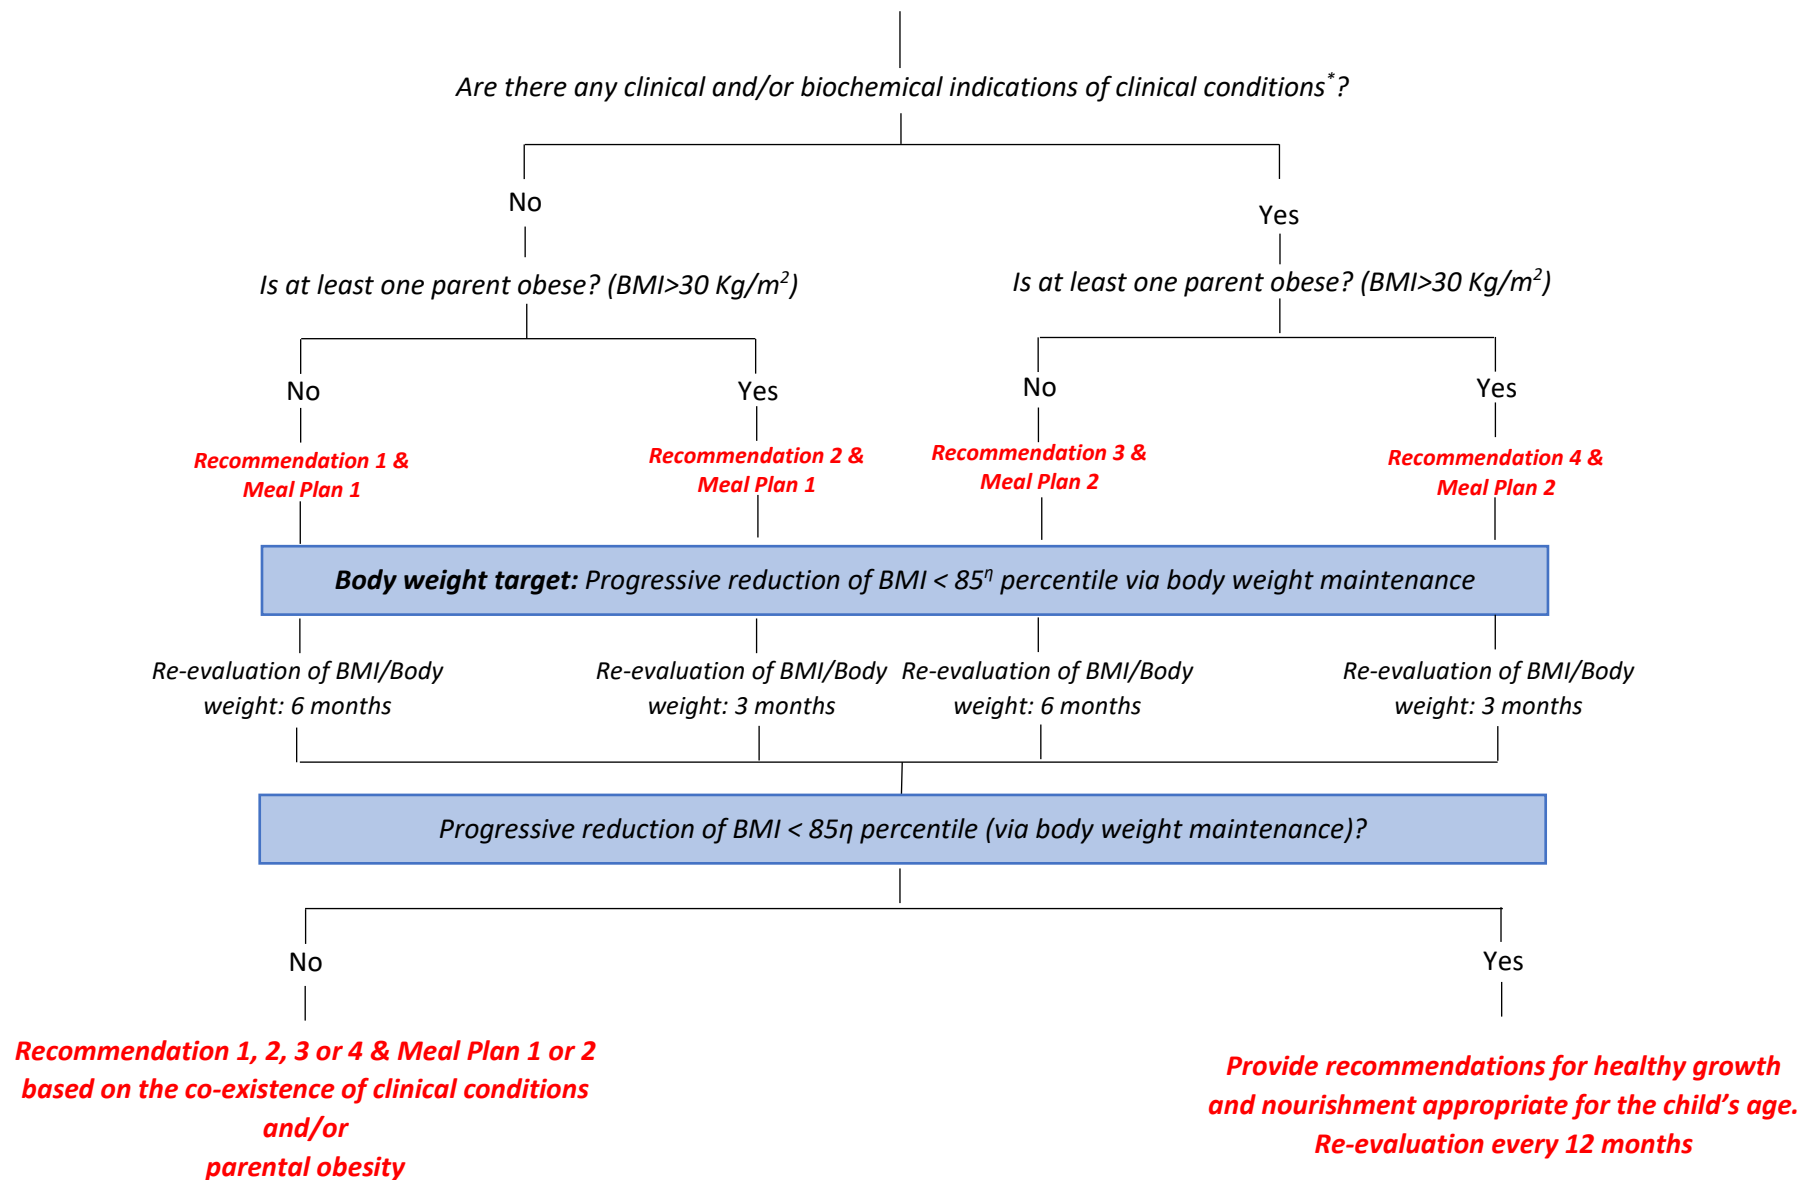 Are there any clinical and/or biochemical indications of clinical conditions*?
No
Yes
Is at least one parent obese? (BMI>30 Kg/m²)
Is at least one parent obese? (BMI>30 Kg/m²)
No
Yes
No
Yes
Recommendation 1 &
Meal Plan 1
Recommendation 2 &
Meal Plan 1
Recommendation 3 &
Meal Plan 2
Recommendation 4 &
Meal Plan 2
Body weight target: Progressive reduction of BMI < 85η percentile via body weight maintenance
Re-evaluation of BMI/Body
weight: 6 months
Re-evaluation of BMI/Body
weight: 3 months
Re-evaluation of BMI/Body
weight: 6 months
Re-evaluation of BMI/Body
weight: 3 months
Progressive reduction of BMI < 85η percentile (via body weight maintenance)?
No
Yes
Recommendation 1, 2, 3 or 4 & Meal Plan 1 or 2
based on the co-existence of clinical conditions
and/or
parental obesity
Provide recommendations for healthy growth
and nourishment appropriate for the child’s age.
Re-evaluation every 12 months